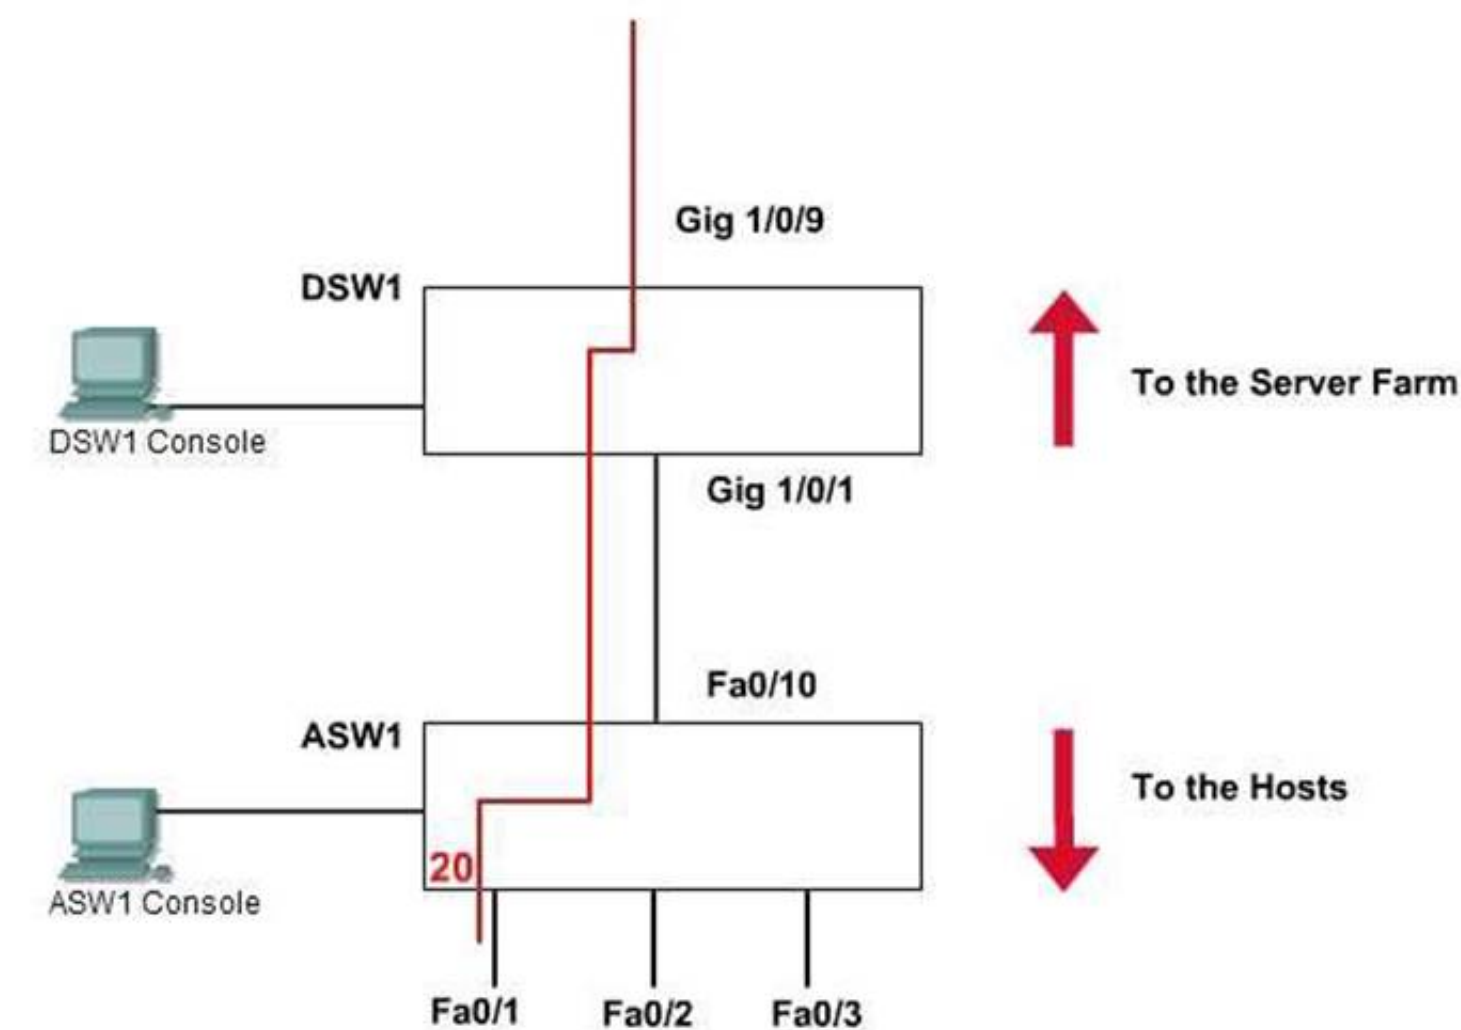 Gig 1/0/9
DSW1
To the Server Farm
DSW1 Console
Gig 1/0/1
Fa0/10
ASW1
To the Hosts
20
ASW1 Console
Fa0/1
Fa0/2
Fa0/3